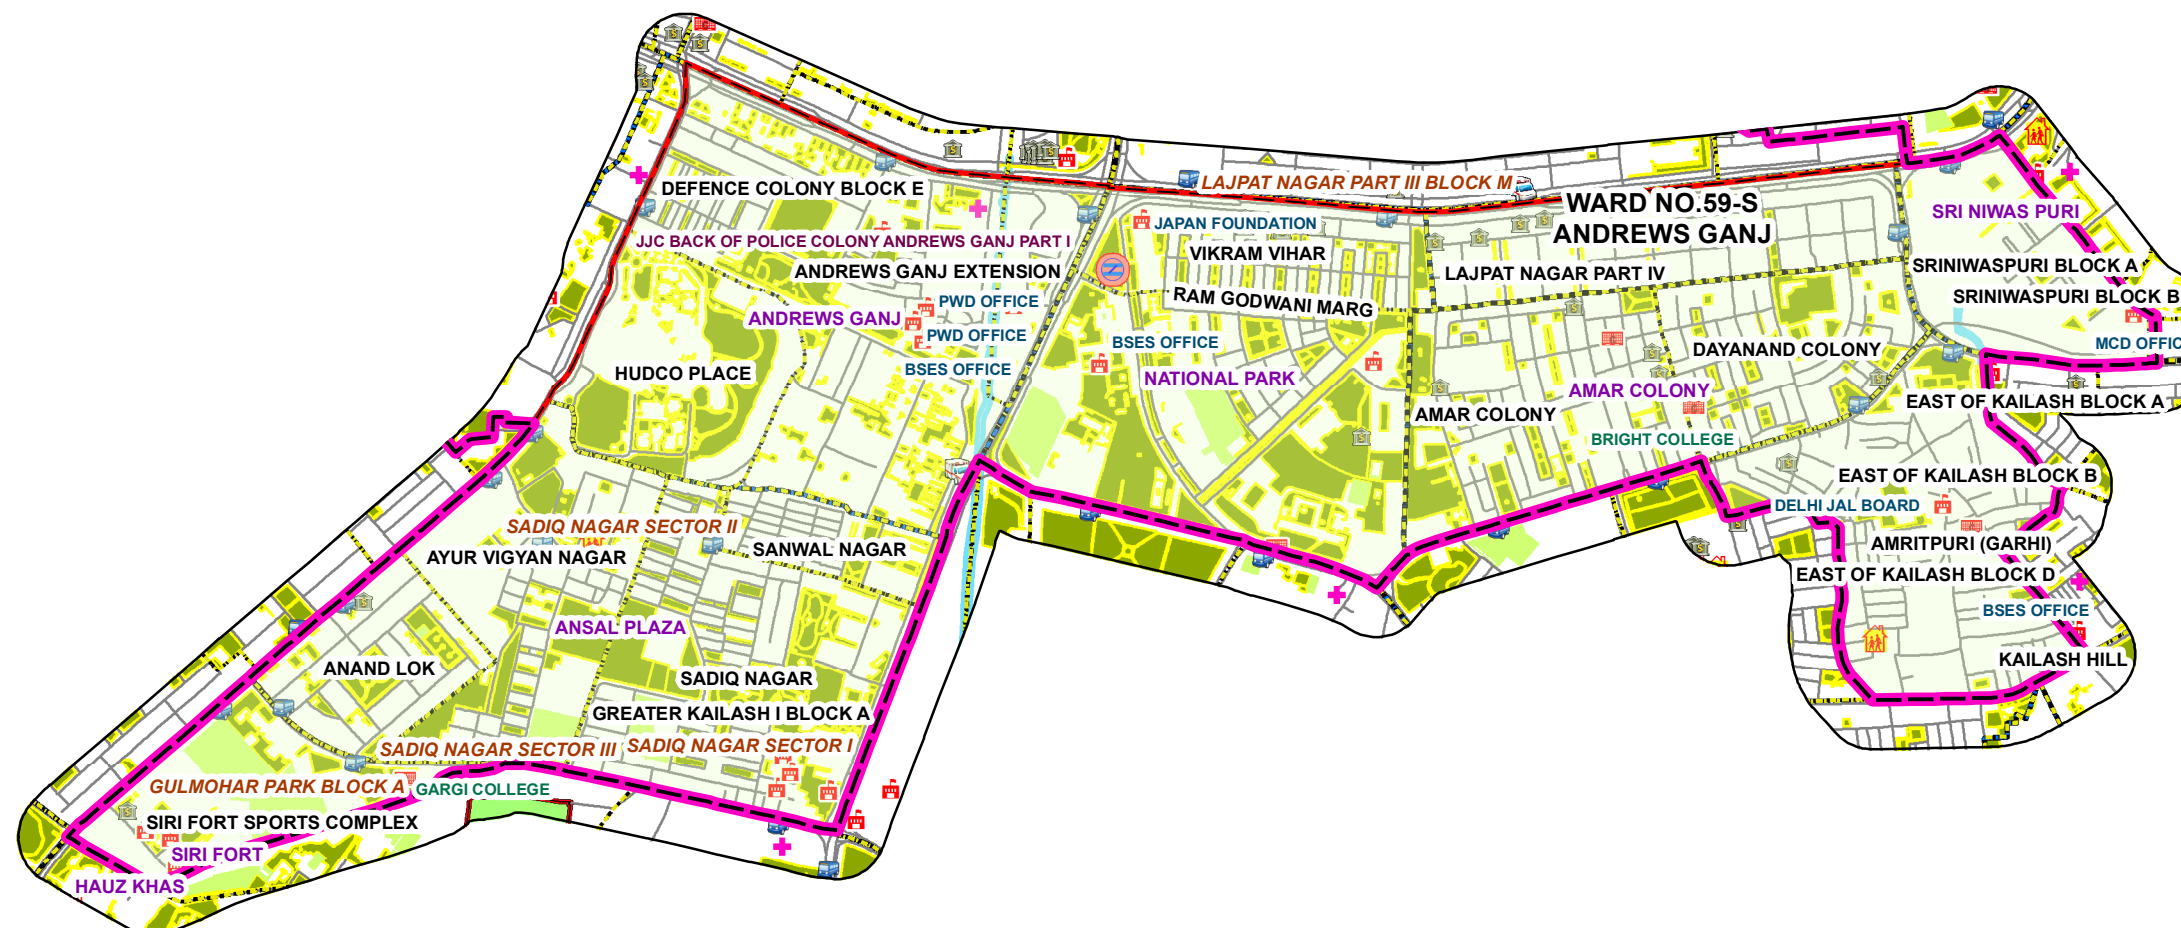 DEFENCE COLONY BLOCK E
LAJPAT NAGAR PART III BLOCK M
WARD NO.59-S
ANDREWS GANJ
SRI NIWAS PURI
JAPAN FOUNDATION
JJC BACK OF POLICE COLONY ANDREWS GANJ PART I
VIKRAM VIHAR
ANDREWS GANJ EXTENSION
LAJPAT NAGAR PART IV
SRINIWASPURI BLOCK A
PWD OFFICE
RAM GODWANI MARG
SRINIWASPURI BLOCK B
ANDREWS GANJ
PWD OFFICE
BSES OFFICE
MCD OFFIC
DAYANAND COLONY
HUDCO PLACE
BSES OFFICE
NATIONAL PARK
AMAR COLONY
EAST OF KAILASH BLOCK A
AMAR COLONY
BRIGHT COLLEGE
EAST OF KAILASH BLOCK B
DELHI JAL BOARD
SADIQ NAGAR SECTOR II
AYUR VIGYAN NAGAR
SANWAL NAGAR
AMRITPURI (GARHI)
EAST OF KAILASH BLOCK D
BSES OFFICE
ANSAL PLAZA
ANAND LOK
SADIQ NAGAR
KAILASH HILL
GREATER KAILASH I BLOCK A
SADIQ NAGAR SECTOR III
SADIQ NAGAR SECTOR I
GULMOHAR PARK BLOCK A
GARGI COLLEGE
SIRI FORT SPORTS COMPLEX
SIRI FORT
HAUZ KHAS